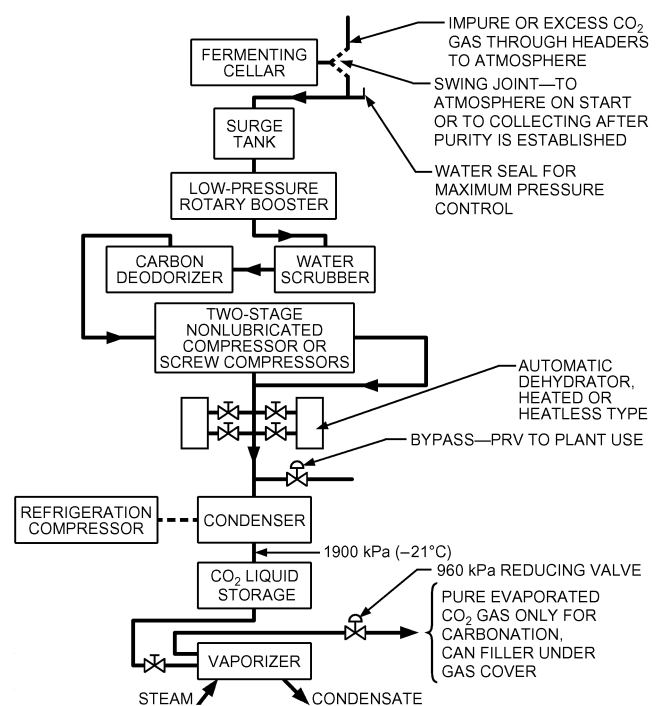 IMPURE OR EXCESS CO₂
GAS THROUGH HEADERS
TO ATMOSPHERE
FERMENTING
CELLAR
SWING JOINT—TO
ATMOSPHERE ON START
OR TO COLLECTING AFTER
PURITY IS ESTABLISHED
SURGE
TANK
WATER SEAL FOR
MAXIMUM PRESSURE
CONTROL
LOW-PRESSURE
ROTARY BOOSTER
CARBON
DEODORIZER
WATER
SCRUBBER
TWO-STAGE
NONLUBRICATED
COMPRESSOR OR
SCREW COMPRESSORS
AUTOMATIC
DEHYDRATOR,
HEATED OR
HEATLESS TYPE
BYPASS—PRV TO PLANT USE
REFRIGERATION
COMPRESSOR
CONDENSER
1900 kPa (–21°C)
CO₂ LIQUID
STORAGE
960 kPa REDUCING VALVE
PURE EVAPORATED
CO₂ GAS ONLY FOR
CARBONATION,
CAN FILLER UNDER
GAS COVER
VAPORIZER
STEAM
CONDENSATE